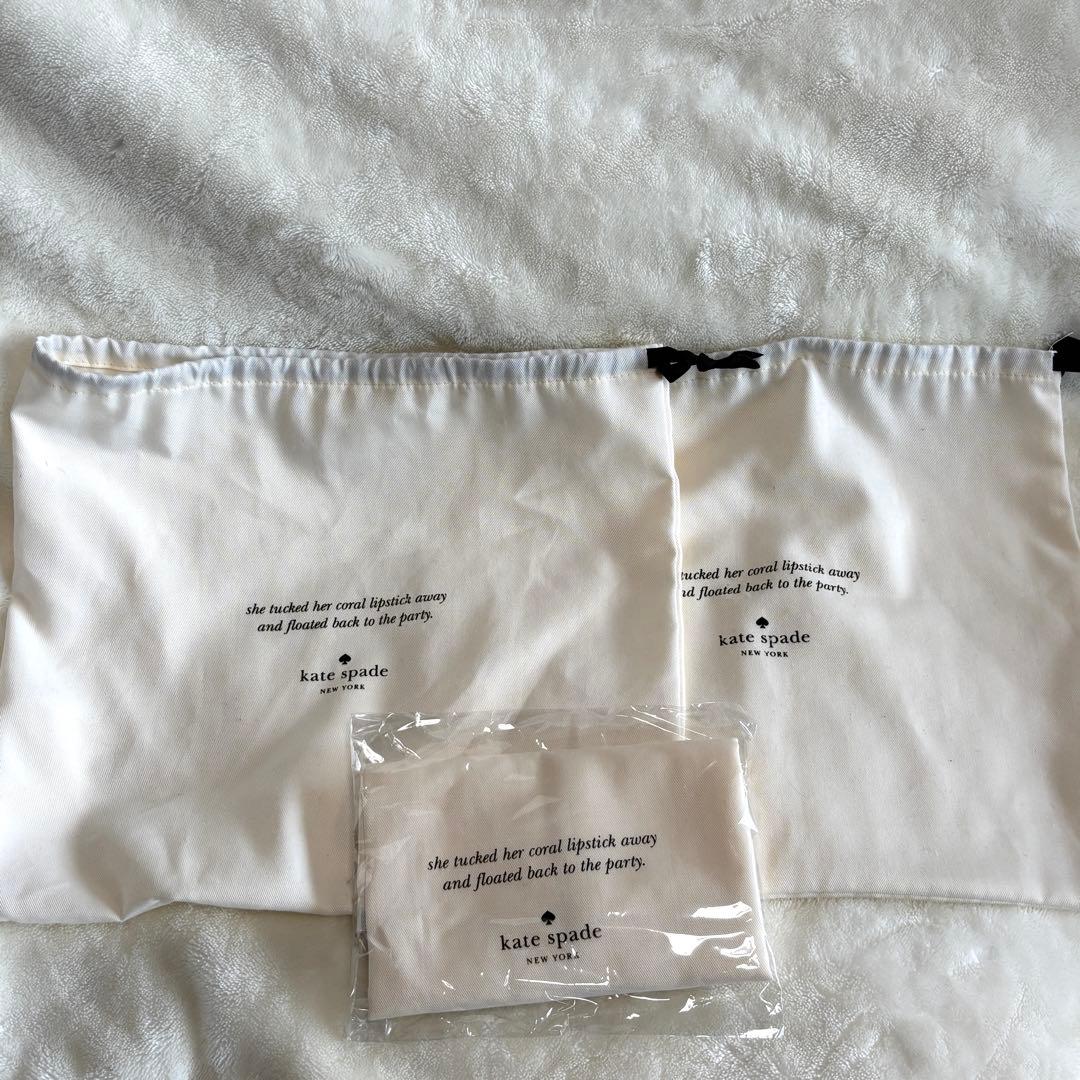 she tucked her coral lipstick away
and floated back to the party.
kate spade
NEW YORK
tucked her coral lipstick away
floated back to the party.
kate spade
NEW YORK
she tucked her coral lipstick away
and floated back to the party.
kate spade
NEW YORK